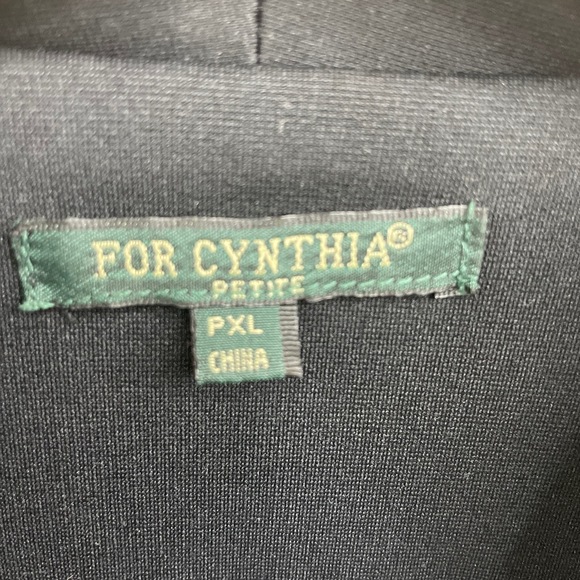 FOR CYNTHIA®
PETITE
PXL
CHINA